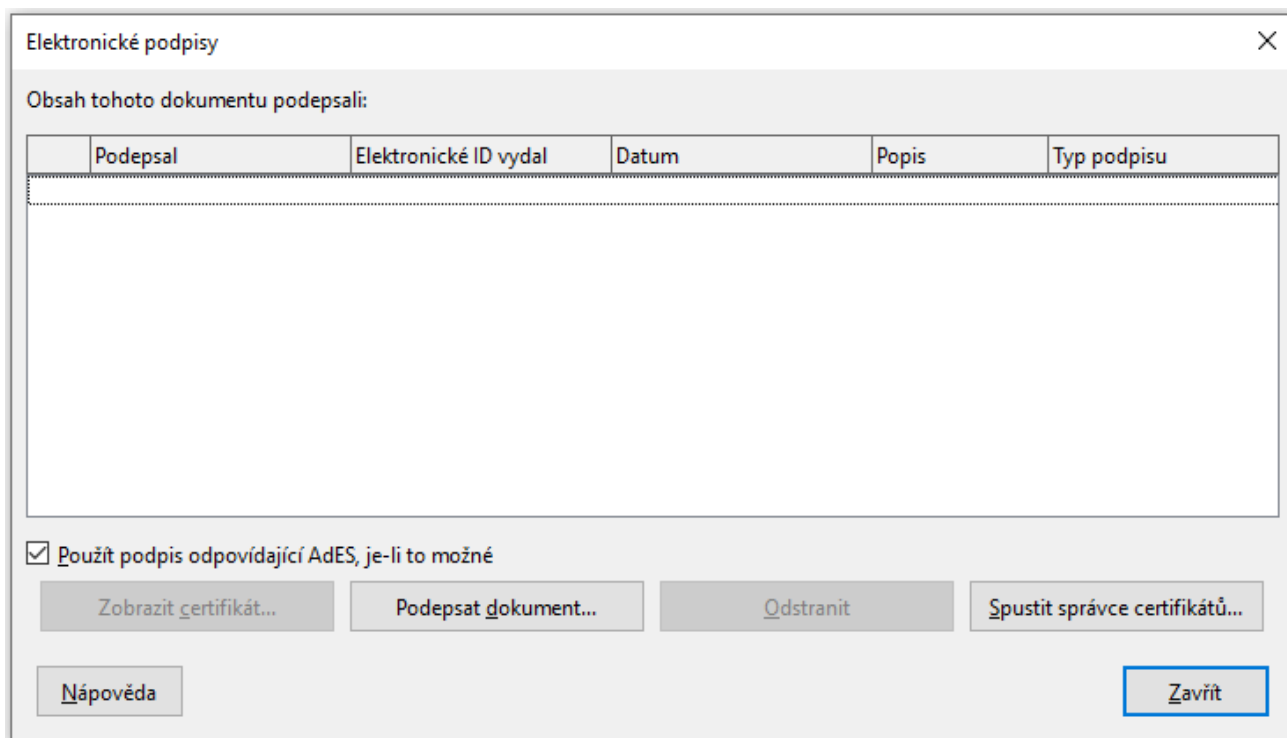 Elektronické podpisy
Obsah tohoto dokumentu podepsali:
Podepsal Elektronické ID vydal Datum Popis Typ podpisu
Použít podpis odpovídající AdES, je-li to možné
Zobrazit certifikát... Podepsat dokument... Odstranit Spustit správce certifikátů...
Nápověda Zavřít